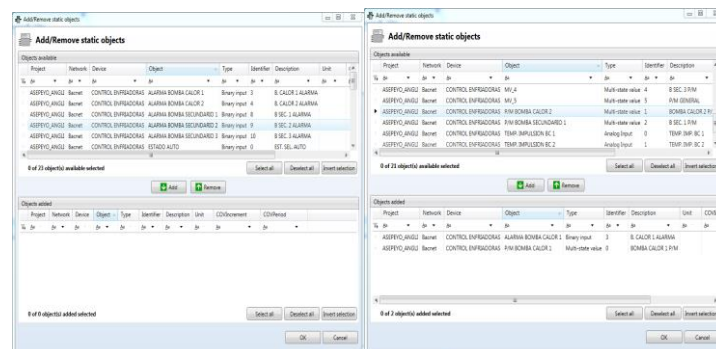 Add/Remove static objects
Add/Remove static objects
Objects available
Project Network Device Object Type Identifier Description Unit
ASEPEYO_ANGLI Bacnet CONTROL ENFRIADORAS ALARMA BOMBA CALOR 1 Binary input 3 B. CALOR 1 ALARMA
ASEPEYO_ANGLI Bacnet CONTROL ENFRIADORAS ALARMA BOMBA CALOR 2 Binary input 4 B. CALOR 2 ALARMA
ASEPEYO_ANGLI Bacnet CONTROL ENFRIADORAS ALARMA BOMBA SECUNDARIO 1 Binary input 8 B SEC. 1 ALARMA
ASEPEYO_ANGLI Bacnet CONTROL ENFRIADORAS ALARMA BOMBA SECUNDARIO 2 Binary input 9 B SEC. 2 ALARMA
ASEPEYO_ANGLI Bacnet CONTROL ENFRIADORAS ALARMA BOMBA SECUNDARIO 3 Binary input 10 B SEC. 3 ALARMA
ASEPEYO_ANGLI Bacnet CONTROL ENFRIADORAS ESTADO AUTO Binary input 0 EST. SEL. AUTO
0 of 23 object(s) available selected
Select all Deselect all Invert selection
Add Remove
Objects added
Project Network Device Object Type Identifier Description Unit COVIncrement COVPeriod
0 of 0 object(s) added selected
Select all Deselect all Invert selection
OK Cancel
Add/Remove static objects
Add/Remove static objects
Objects available
Project Network Device Object Type Identifier Description
ASEPEYO_ANGLI Bacnet CONTROL ENFRIADORAS MV_4 Multi-state value 4 B SEC. 3 P/M
ASEPEYO_ANGLI Bacnet CONTROL ENFRIADORAS MV_5 Multi-state value 5 P/M GENERAL
ASEPEYO_ANGLI Bacnet CONTROL ENFRIADORAS P/M BOMBA CALOR 2 Multi-state value 1 BOMBA CALOR 2 P/
ASEPEYO_ANGLI Bacnet CONTROL ENFRIADORAS P/M BOMBA SECUNDARIO 1 Multi-state value 2 B SEC. 1 P/M
ASEPEYO_ANGLI Bacnet CONTROL ENFRIADORAS TEMP. IMPULSION BC 1 Analog Input 0 TEMP. IMP. BC 1
ASEPEYO_ANGLI Bacnet CONTROL ENFRIADORAS TEMP. IMPULSION BC 2 Analog Input 1 TEMP. IMP. BC 2
0 of 21 object(s) available selected
Select all Deselect all Invert selection
Add Remove
Objects added
Project Network Device Object Type Identifier Description Unit
ASEPEYO_ANGLI Bacnet CONTROL ENFRIADORAS ALARMA BOMBA CALOR 1 Binary input 3 B. CALOR 1 ALARMA
ASEPEYO_ANGLI Bacnet CONTROL ENFRIADORAS P/M BOMBA CALOR 1 Multi-state value 0 BOMBA CALOR 1 P/M
0 of 2 object(s) added selected
Select all Deselect all Invert selection
OK Cancel